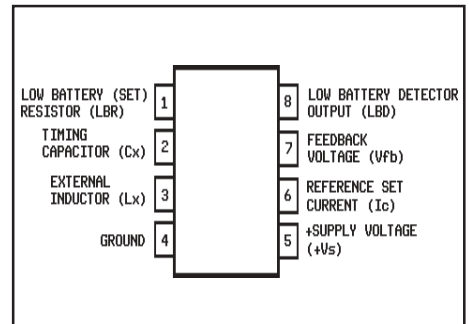 LOW BATTERY (SET)
RESISTOR (LBR)
1
TIMING
CAPACITOR (Cx)
2
EXTERNAL
INDUCTOR (Lx)
3
GROUND
4
8
LOW BATTERY DETECTOR
OUTPUT (LBD)
7
FEEDBACK
VOLTAGE (Vfb)
6
REFERENCE SET
CURRENT (Ic)
5
+SUPPLY VOLTAGE
(+Vs)